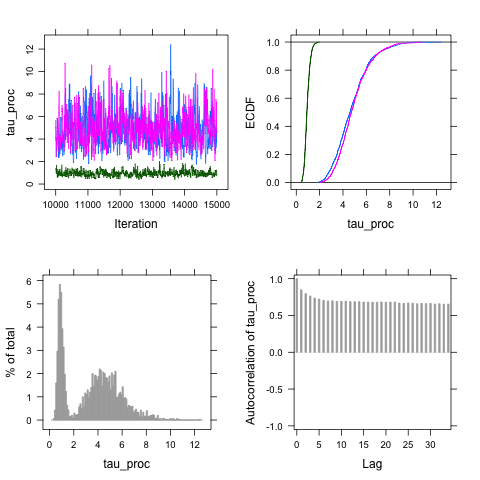 tau_proc
12
10
8
6
4
2
0
10000 11000 12000 13000 14000 15000
Iteration
ECDF
1.0
0.8
0.6
0.4
0.2
0.0
0 2 4 6 8 10 12
tau_proc
% of total
6
5
4
3
2
1
0
0 2 4 6 8 10 12
tau_proc
Autocorrelation of tau_proc
1.0
0.5
0.0
-0.5
-1.0
0 5 10 15 20 25 30
Lag